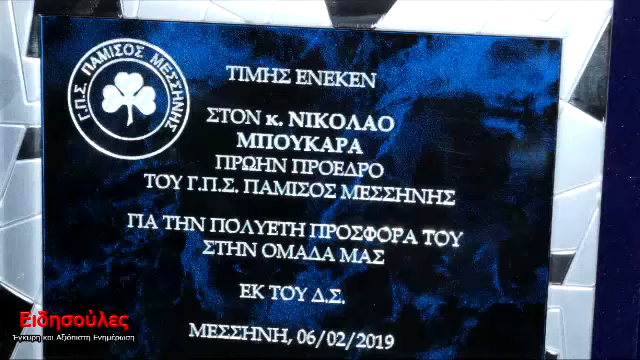 Γ.Π.Σ. ΠΑΜΙΣΟΣ ΜΕΣΣΗΝΗΣ
ΤΙΜΗΣ ΕΝΕΚΕΝ
ΣΤΟΝ κ. ΝΙΚΟΛΑΟ
ΜΠΟΥΚΑΡΑ
ΠΡΩΗΝ ΠΡΟΕΔΡΟ
ΤΟΥ Γ.Π.Σ. ΠΑΜΙΣΟΣ ΜΕΣΣΗΝΗΣ
ΓΙΑ ΤΗΝ ΠΟΛΥΕΤΗ ΠΡΟΣΦΟΡΑ ΤΟΥ
ΣΤΗΝ ΟΜΑΔΑ ΜΑΣ
ΕΚ ΤΟΥ Δ.Σ.
ΜΕΣΣΗΝΗ, 06/02/2019
Ειδησούλες
Έγκυρη και Αξιόπιστη Ενημέρωση